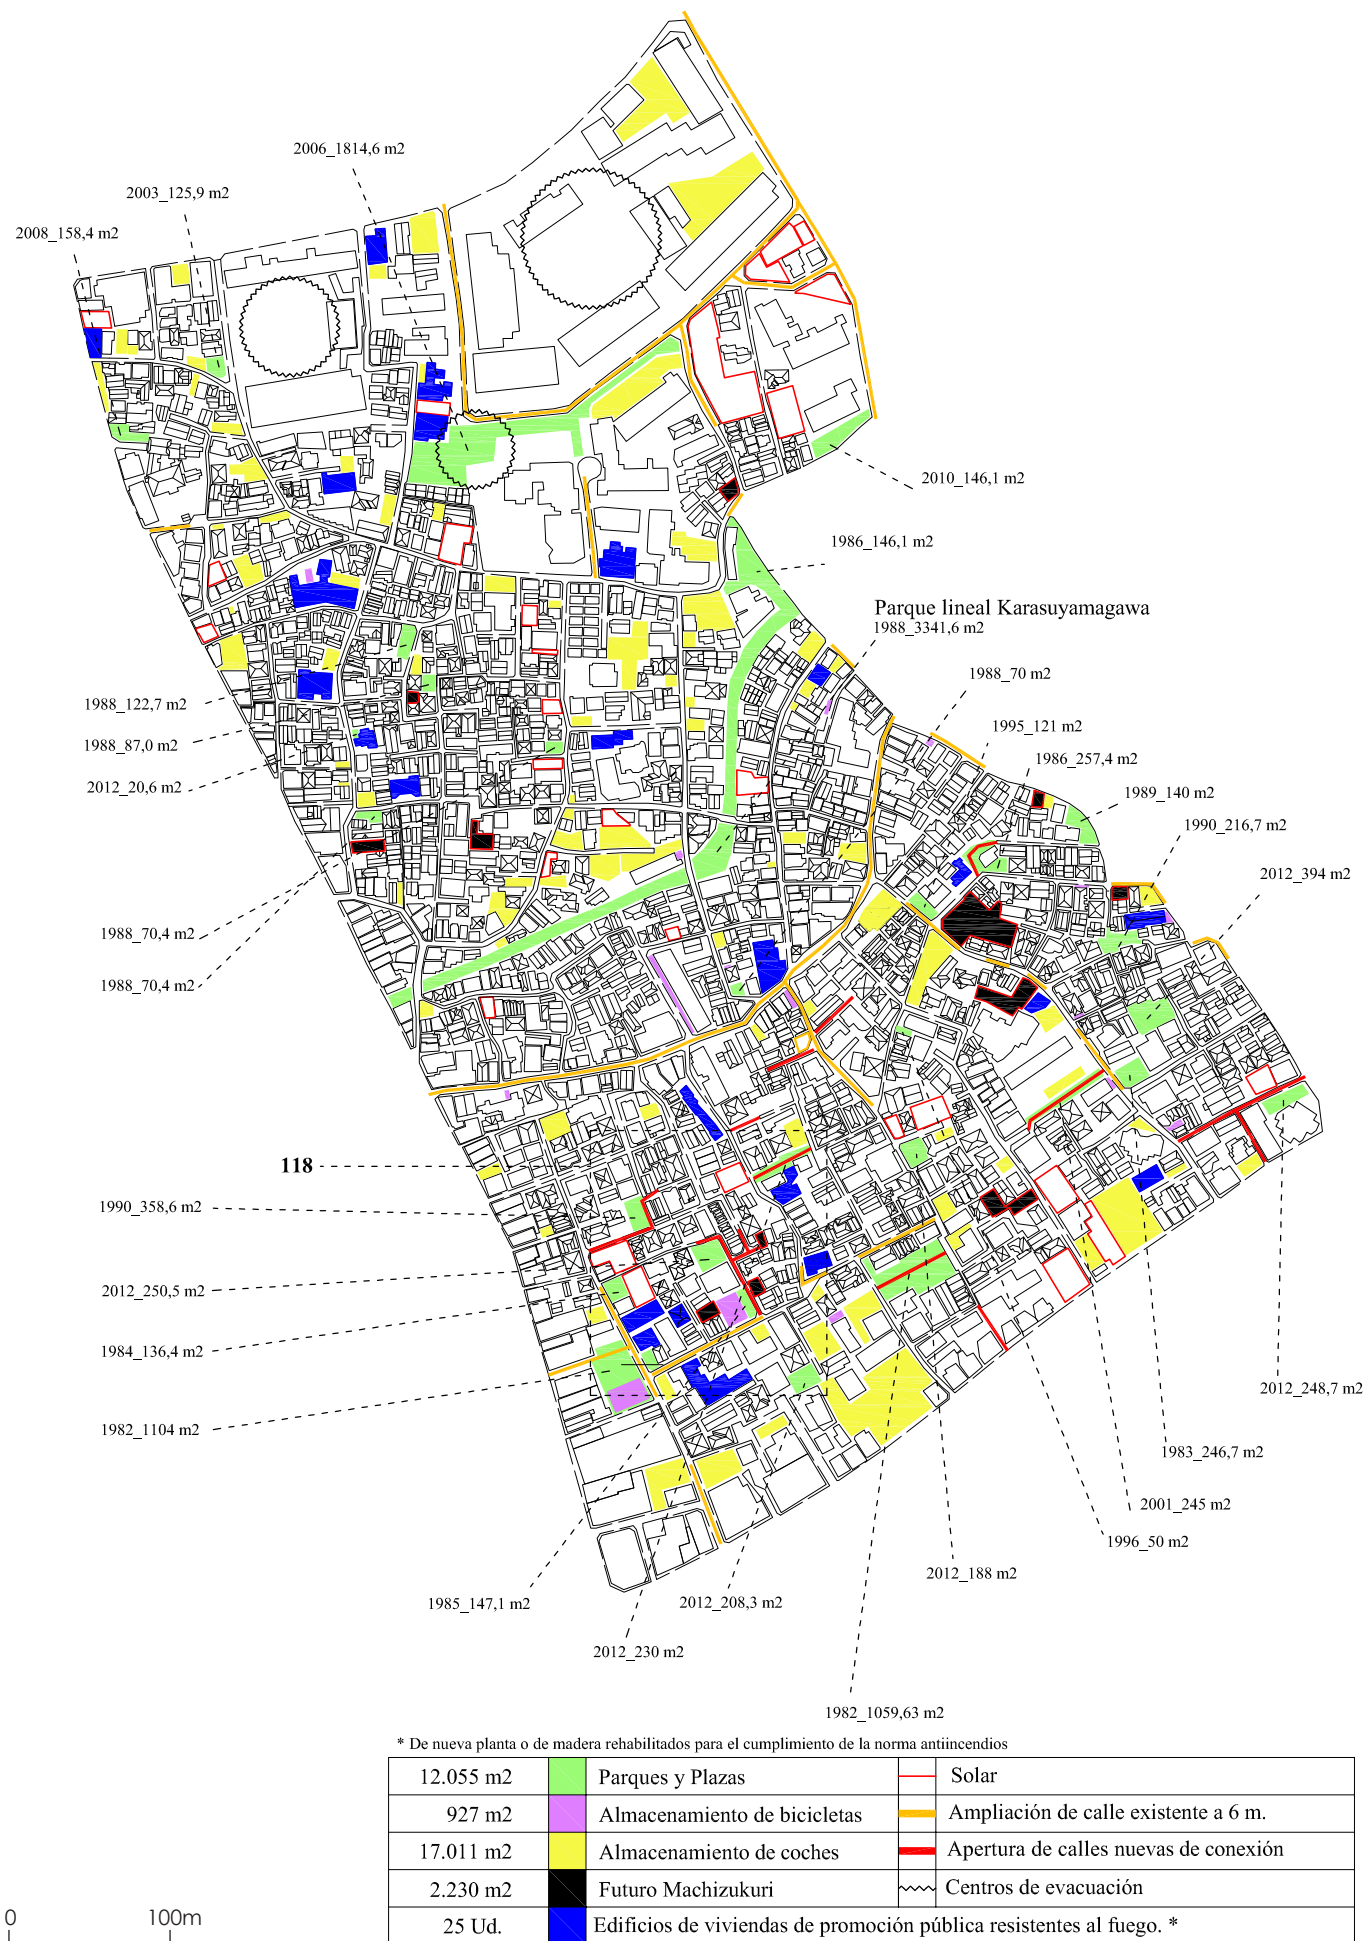 2006_1814,6 m2
2003_125,9 m2
2008_158,4 m2
2010_146,1 m2
1986_146,1 m2
Parque lineal Karasuyamagawa
1988_3341,6 m2
1988_70 m2
1995_121 m2
1986_257,4 m2
1989_140 m2
1990_216,7 m2
2012_394 m2
1988_122,7 m2
1988_87,0 m2
2012_20,6 m2
1988_70,4 m2
1988_70,4 m2
118
1990_358,6 m2
2012_250,5 m2
1984_136,4 m2
1982_1104 m2
2012_248,7 m2
1983_246,7 m2
2001_245 m2
1996_50 m2
2012_188 m2
1985_147,1 m2
2012_208,3 m2
2012_230 m2
1982_1059,63 m2
* De nueva planta o de madera rehabilitados para el cumplimiento de la norma antiincendios
12.055 m2 Parques y Plazas Solar
927 m2 Almacenamiento de bicicletas Ampliación de calle existente a 6 m.
17.011 m2 Almacenamiento de coches Apertura de calles nuevas de conexión
2.230 m2 Futuro Machizukuri Centros de evacuación
25 Ud. Edificios de viviendas de promoción pública resistentes al fuego. *
0 100m